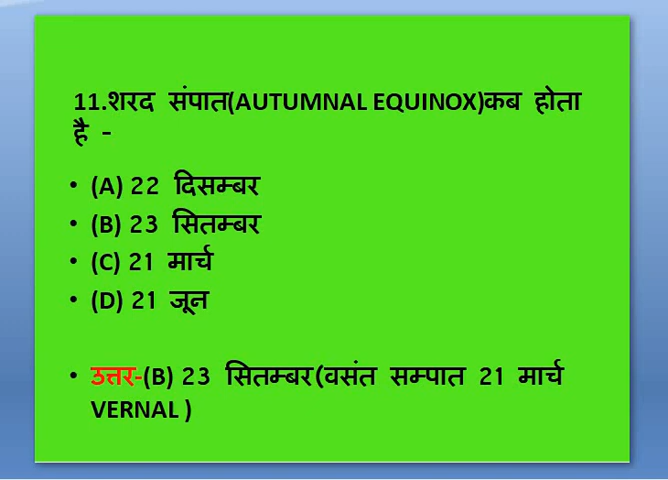 11.शरद संपात(AUTUMNAL EQUINOX)कब होता
है -
• (A) 22 दिसम्बर
• (B) 23 सितम्बर
• (C) 21 मार्च
• (D) 21 जून
• उत्तर-(B) 23 सितम्बर(वसंत सम्पात 21 मार्च
VERNAL )